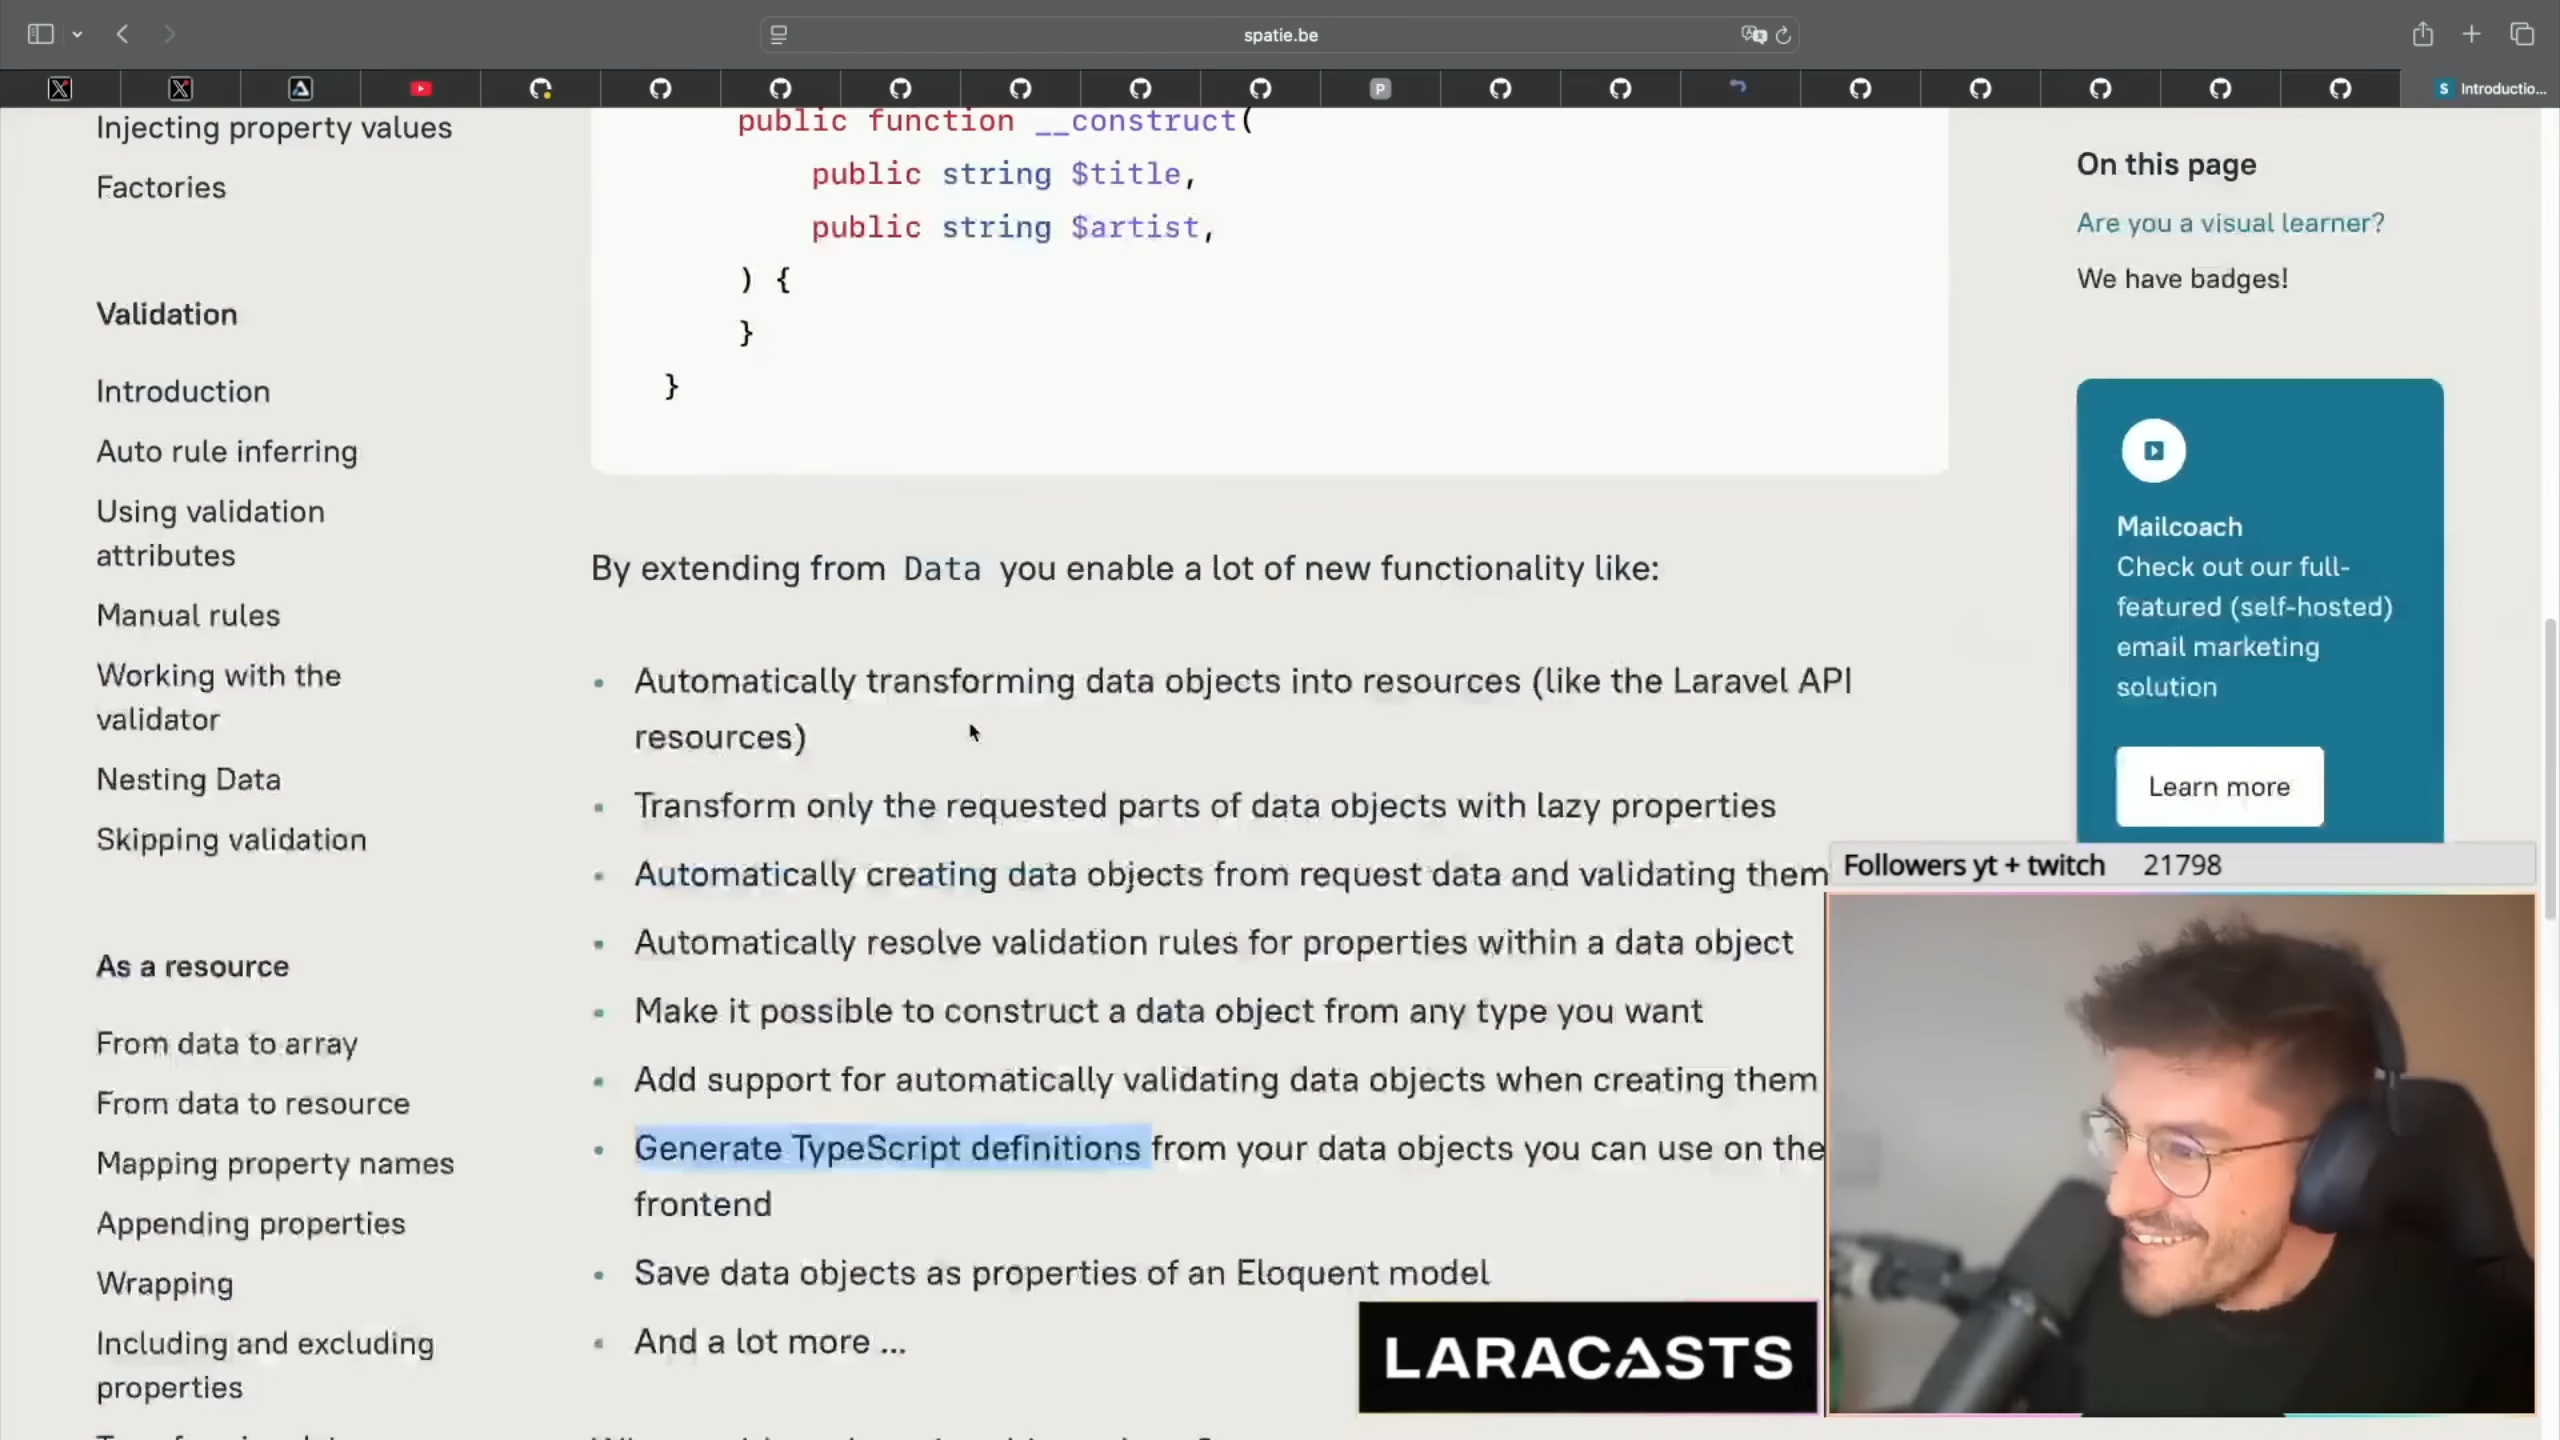 spatie.be
Introductio...
Injecting property values
Factories
Validation
Introduction
Auto rule inferring
Using validation
attributes
Manual rules
Working with the
validator
Nesting Data
Skipping validation
As a resource
From data to array
From data to resource
Mapping property names
Appending properties
Wrapping
Including and excluding
properties
public function __construct(
public string $title,
public string $artist,
) {
}
}
By extending from Data you enable a lot of new functionality like:
Automatically transforming data objects into resources (like the Laravel API
resources)
Transform only the requested parts of data objects with lazy properties
Automatically creating data objects from request data and validating them
Automatically resolve validation rules for properties within a data object
Make it possible to construct a data object from any type you want
Add support for automatically validating data objects when creating them
Generate TypeScript definitions from your data objects you can use on the
frontend
Save data objects as properties of an Eloquent model
And a lot more ...
On this page
Are you a visual learner?
We have badges!
Mailcoach
Check out our full-
featured (self-hosted)
email marketing
solution
Learn more
Followers yt + twitch 21798
LARACASTS